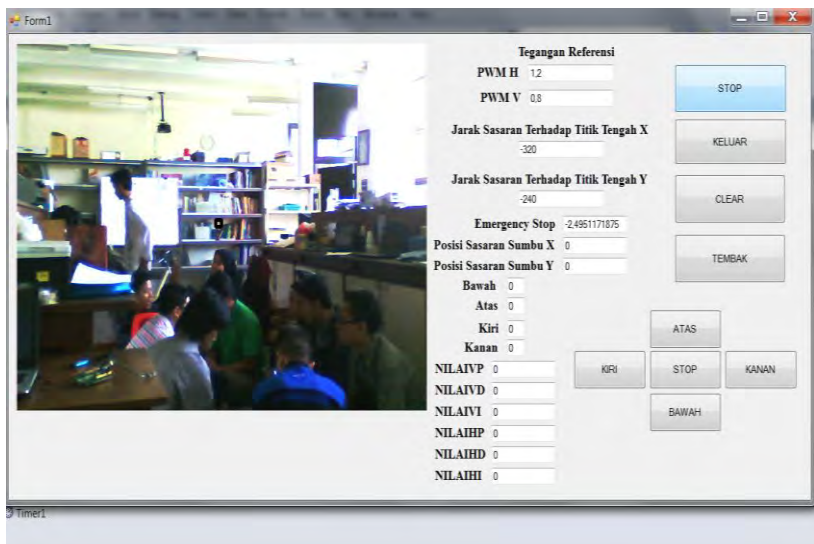 Form1
Tegangan Referensi
PWM H 1,2
PWM V 0,8
Jarak Sasaran Terhadap Titik Tengah X
-320
Jarak Sasaran Terhadap Titik Tengah Y
-240
Emergency Stop -2,4951171875
Posisi Sasaran Sumbu X 0
Posisi Sasaran Sumbu Y 0
Bawah 0
Atas 0
Kiri 0
Kanan 0
NILAIVP 0
NILAIVD 0
NILAIVI 0
NILAIHP 0
NILAIHD 0
NILAIHI 0
STOP
KELUAR
CLEAR
TEMBAK
ATAS
KIRI STOP KANAN
BAWAH
Timer1